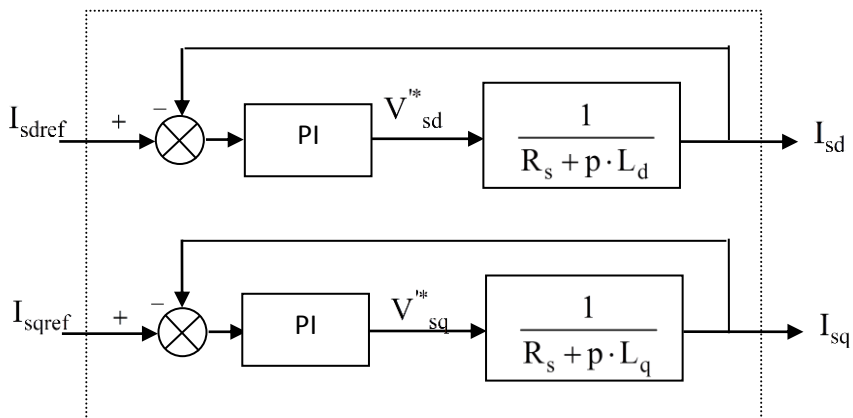 I_sdref + − PI V'*_sd 1 / (R_s + p · L_d) I_sd
I_sqref + − PI V'*_sq 1 / (R_s + p · L_q) I_sq